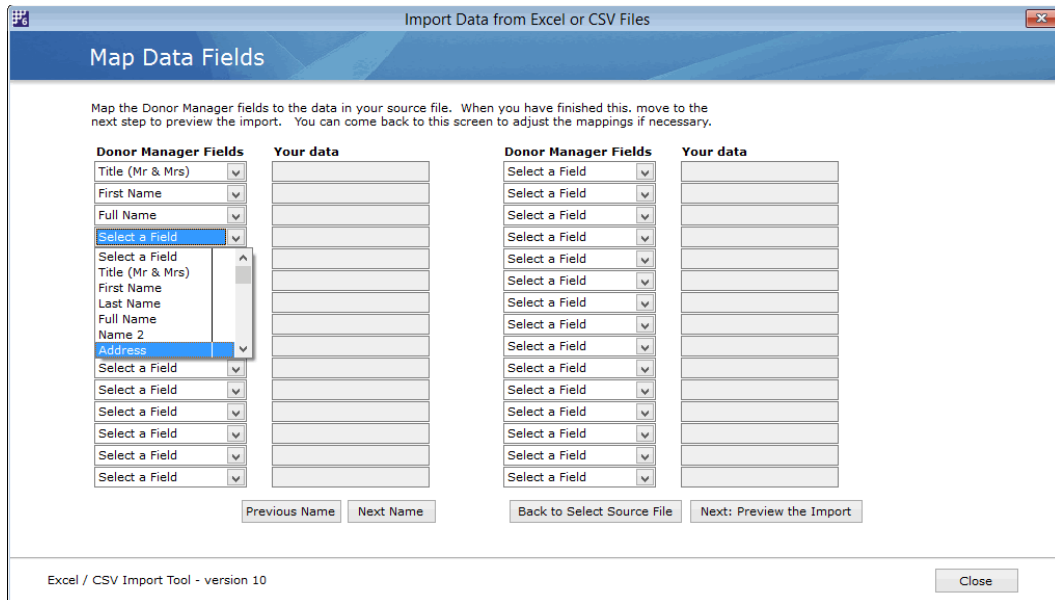 Import Data from Excel or CSV Files
Map Data Fields
Map the Donor Manager fields to the data in your source file. When you have finished this. move to the
next step to preview the import. You can come back to this screen to adjust the mappings if necessary.
Donor Manager Fields Your data Donor Manager Fields Your data
Title (Mr & Mrs) Select a Field
First Name Select a Field
Full Name Select a Field
Select a Field Select a Field
Select a Field Select a Field
Title (Mr & Mrs)
First Name Select a Field
Last Name Select a Field
Full Name Select a Field
Name 2
Address Select a Field
Select a Field Select a Field
Select a Field Select a Field
Select a Field Select a Field
Select a Field Select a Field
Select a Field Select a Field
Select a Field Select a Field
Previous Name Next Name Back to Select Source File Next: Preview the Import
Excel / CSV Import Tool - version 10 Close